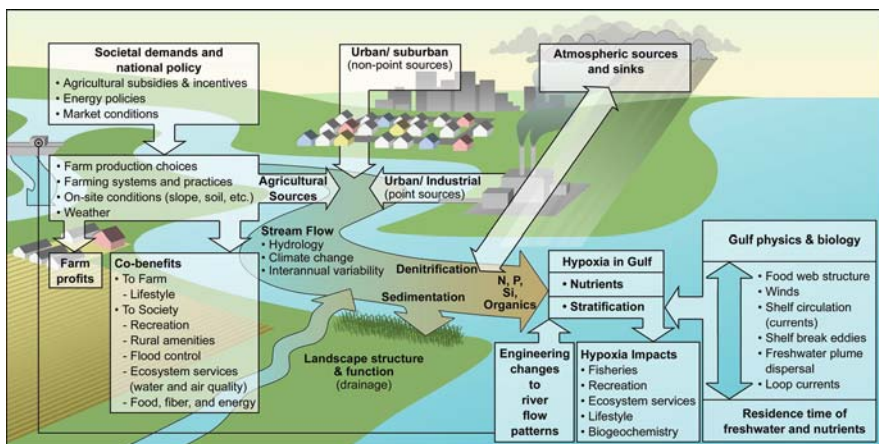 Societal demands and
national policy
• Agricultural subsidies & incentives
• Energy policies
• Market conditions
Urban/ suburban
(non-point sources)
Atmospheric sources
and sinks
• Farm production choices
• Farming systems and practices
• On-site conditions (slope, soil, etc.)
• Weather
Agricultural
Sources
Urban/ Industrial
(point sources)
Farm
profits
Co-benefits
• To Farm
- Lifestyle
• To Society
- Recreation
- Rural amenities
- Flood control
- Ecosystem services
(water and air quality)
- Food, fiber, and energy
Stream Flow
• Hydrology
• Climate change
• Interannual variability
Denitrification
Sedimentation
N, P,
Si,
Organics
Landscape structure
& function
(drainage)
Hypoxia in Gulf
• Nutrients
• Stratification
Engineering
changes
to
river
flow
patterns
Hypoxia Impacts
• Fisheries
• Recreation
• Ecosystem services
• Lifestyle
• Biogeochemistry
Gulf physics & biology
• Food web structure
• Winds
• Shelf circulation
(currents)
• Shelf break eddies
• Freshwater plume
dispersal
• Loop currents
Residence time of
freshwater and nutrients